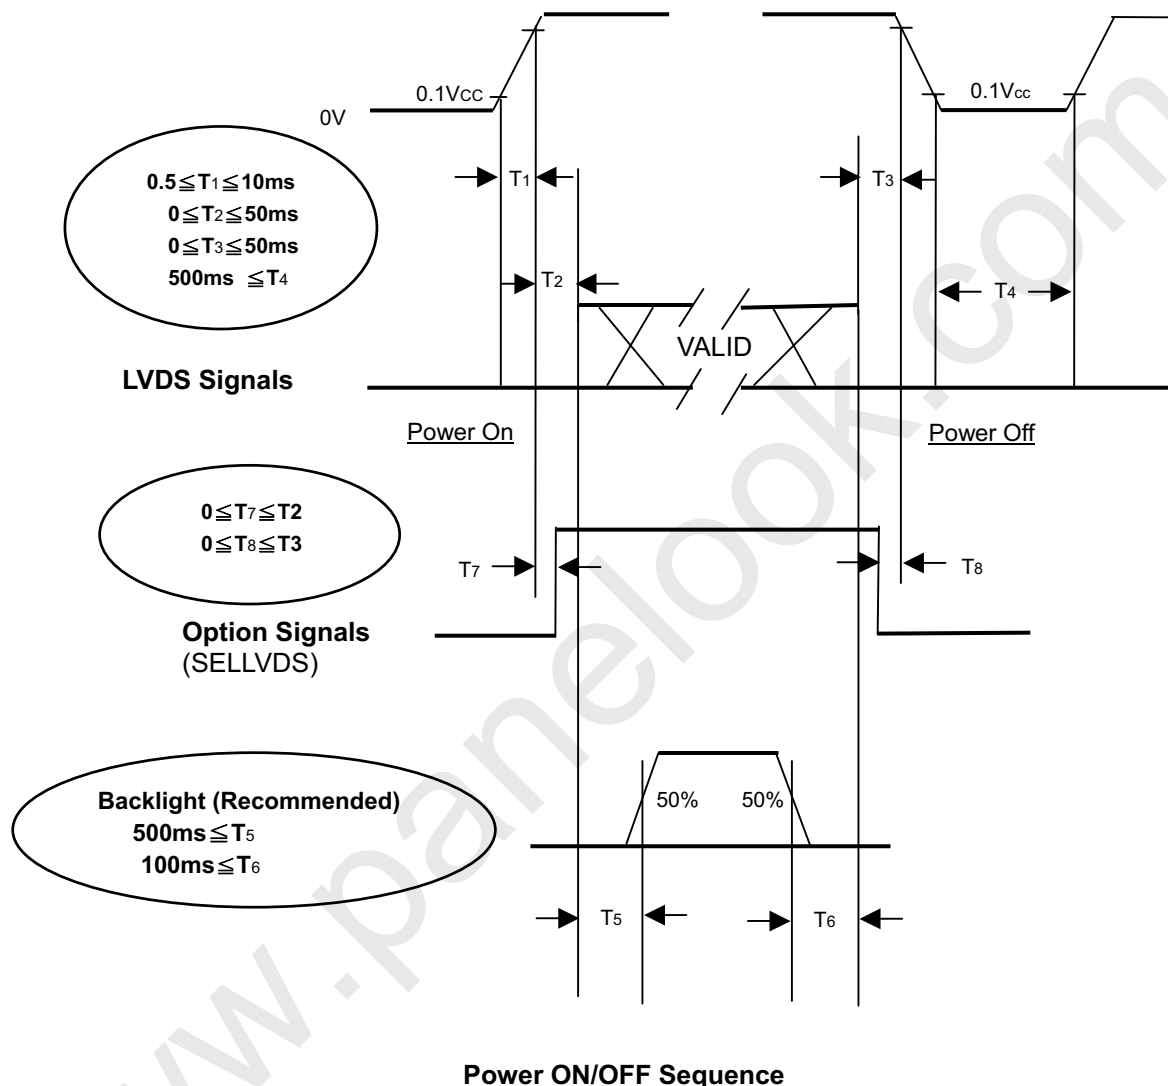 0.1VCC
0.1Vcc
0V
0.5≦T1≦10ms
0≦T2≦50ms
0≦T3≦50ms
500ms ≦T4
T1
T3
T2
T4
VALID
LVDS Signals
Power On
Power Off
0≦T7≦T2
0≦T8≦T3
T7
T8
Option Signals
(SELLVDS)
Backlight (Recommended)
500ms≦T5
100ms≦T6
50%
50%
T5
T6
Power ON/OFF Sequence
www.panelook.com